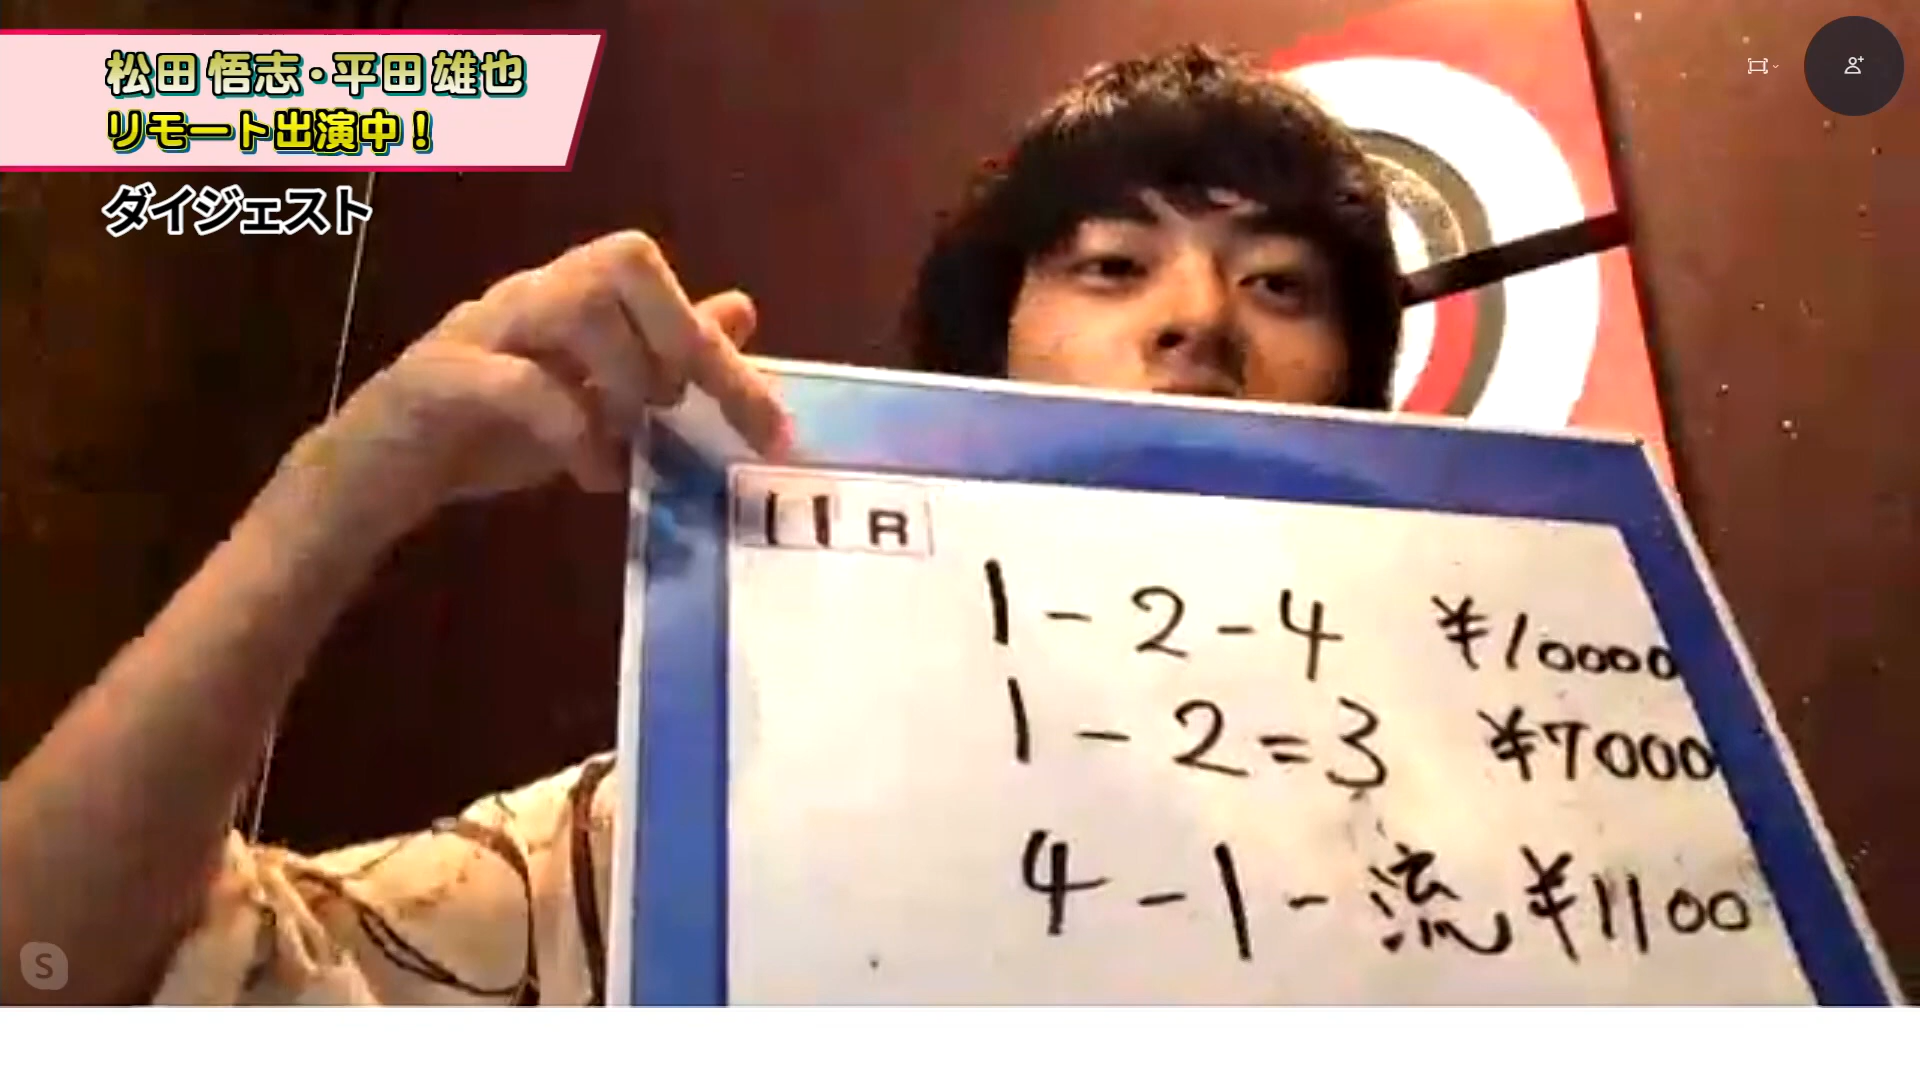 松田 悟志・平田 雄也
リモート出演中！
ダイジェスト
11R
1-2-4 ¥10000
1-2=3 ¥7000
4-1-流 ¥1100
S